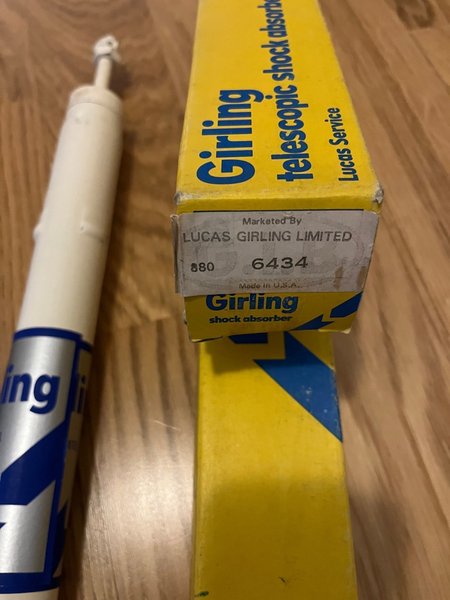 Girling
telescopic shock absorber
Lucas Service
Marketed By
LUCAS GIRLING LIMITED
880 6434
Made in U.S.A.
Girling
shock absorber
ling